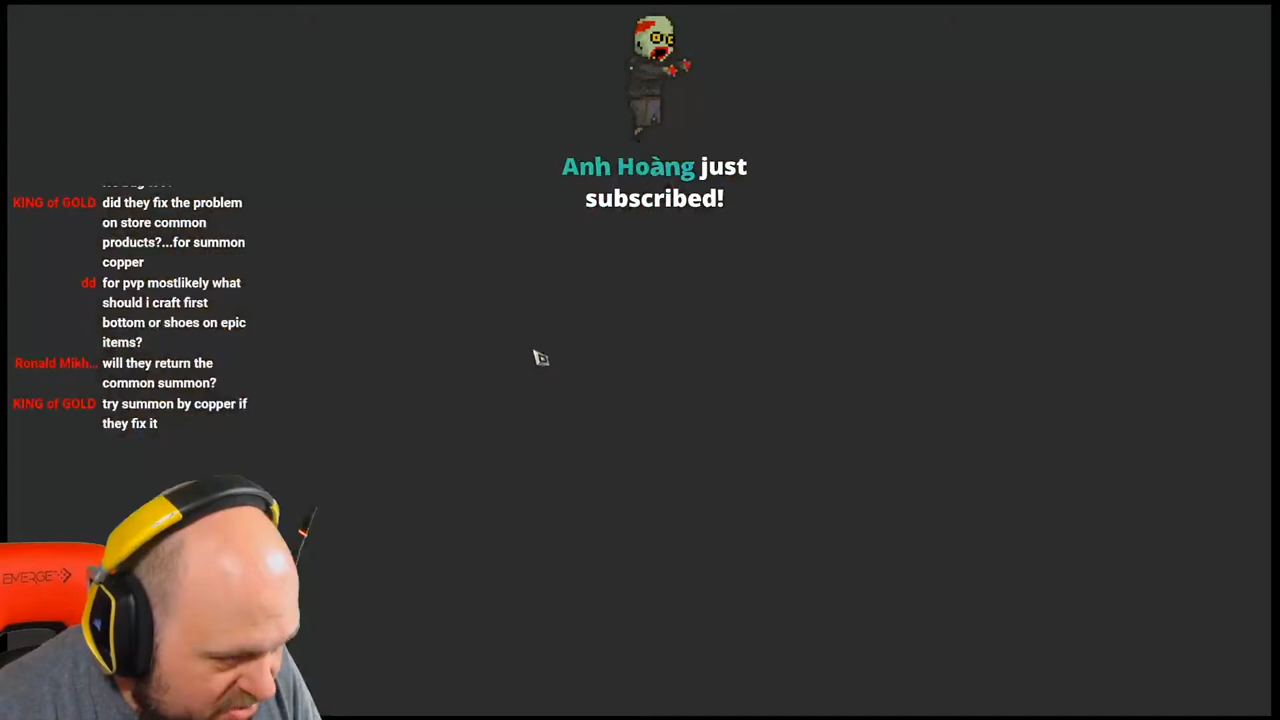 Anh Hoàng just
subscribed!
KING of GOLD did they fix the problem
on store common
products?...for summon
copper
dd for pvp mostlikely what
should i craft first
bottom or shoes on epic
items?
Ronald Mikh... will they return the
common summon?
KING of GOLD try summon by copper if
they fix it
EMERGE